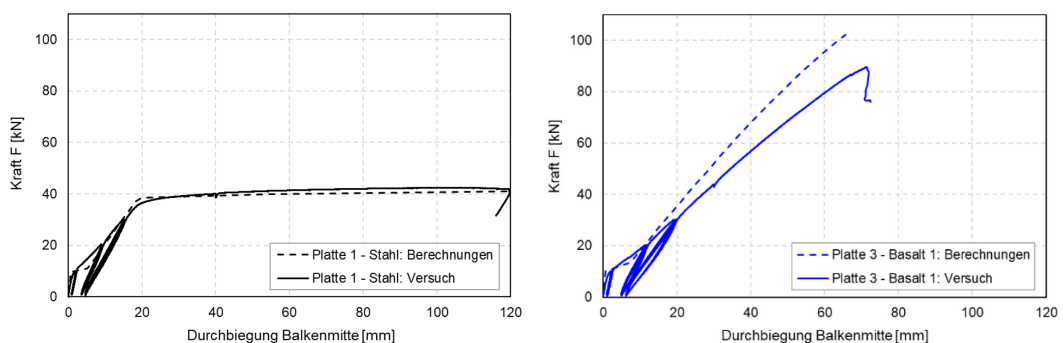 100
80
60
40
20
0
Kraft F [kN]
0 20 40 60 80 100 120
Durchbiegung Balkenmitte [mm]
Platte 1 - Stahl: Berechnungen
Platte 1 - Stahl: Versuch
100
80
60
40
20
0
Kraft F [kN]
0 20 40 60 80 100 120
Durchbiegung Balkenmitte [mm]
Platte 3 - Basalt 1: Berechnungen
Platte 3 - Basalt 1: Versuch